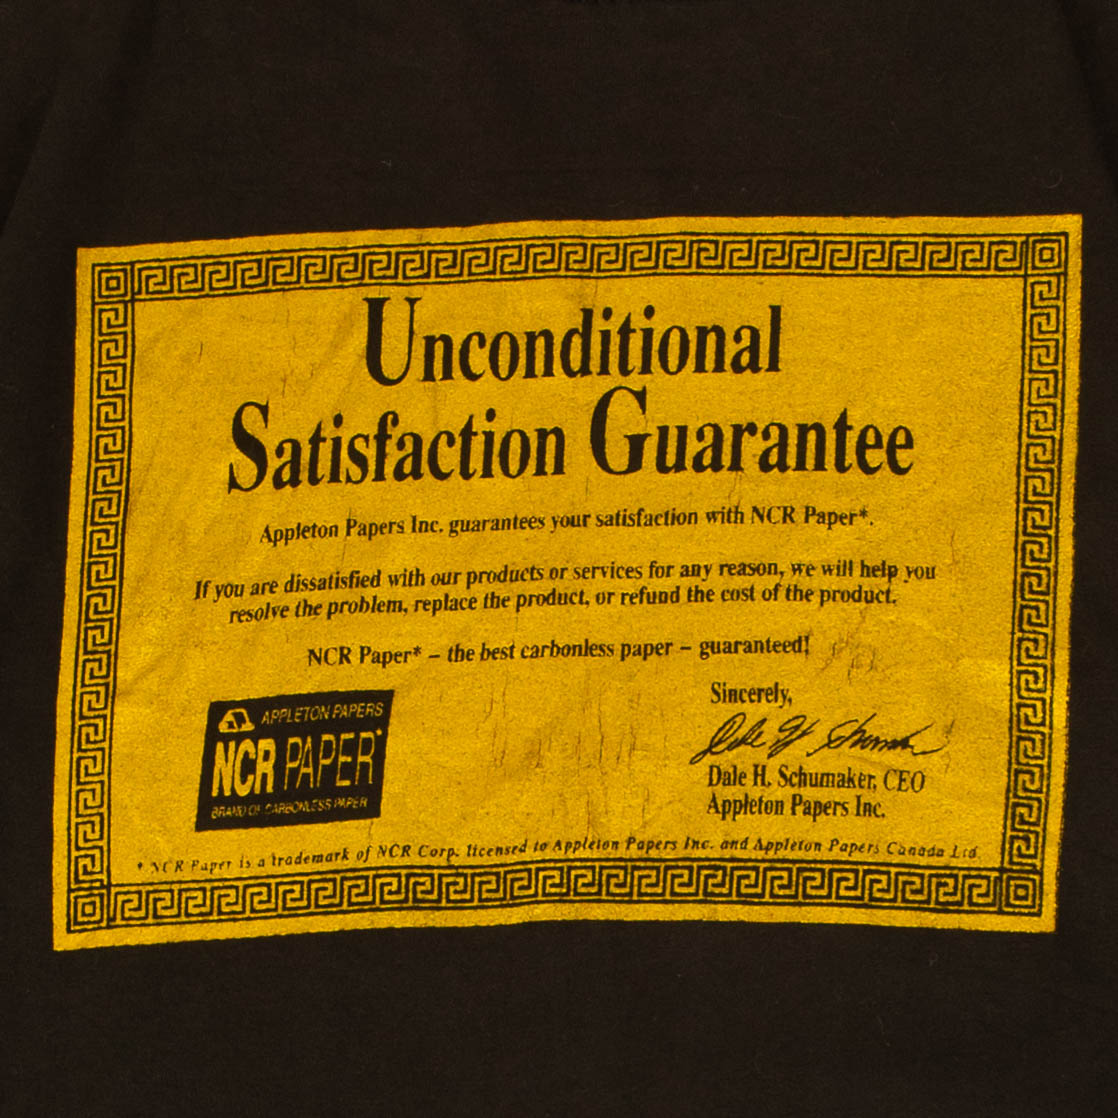 Unconditional
Satisfaction Guarantee
Appleton Papers Inc. guarantees your satisfaction with NCR Paper*.
If you are dissatisfied with our products or services for any reason, we will help you
resolve the problem, replace the product, or refund the cost of the product.
NCR Paper* – the best carbonless paper – guaranteed!
Sincerely,
Dale H. Schumaker, CEO
Appleton Papers Inc.
APPLETON PAPERS
NCR PAPER*
BRAND OF CARBONLESS PAPER
* NCR Paper is a trademark of NCR Corp. licensed to Appleton Papers Inc. and Appleton Papers Canada Ltd.